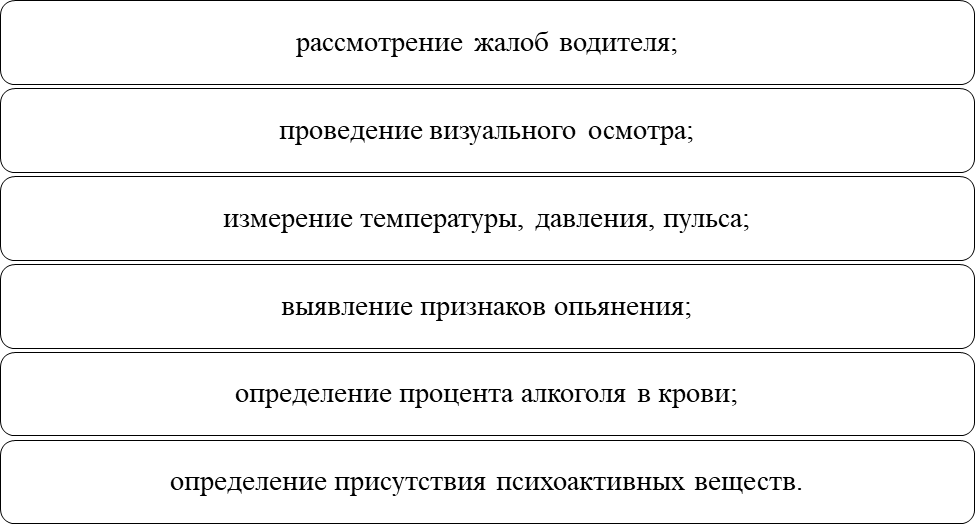 рассмотрение жалоб водителя;
проведение визуального осмотра;
измерение температуры, давления, пульса;
выявление признаков опьянения;
определение процента алкоголя в крови;
определение присутствия психоактивных веществ.